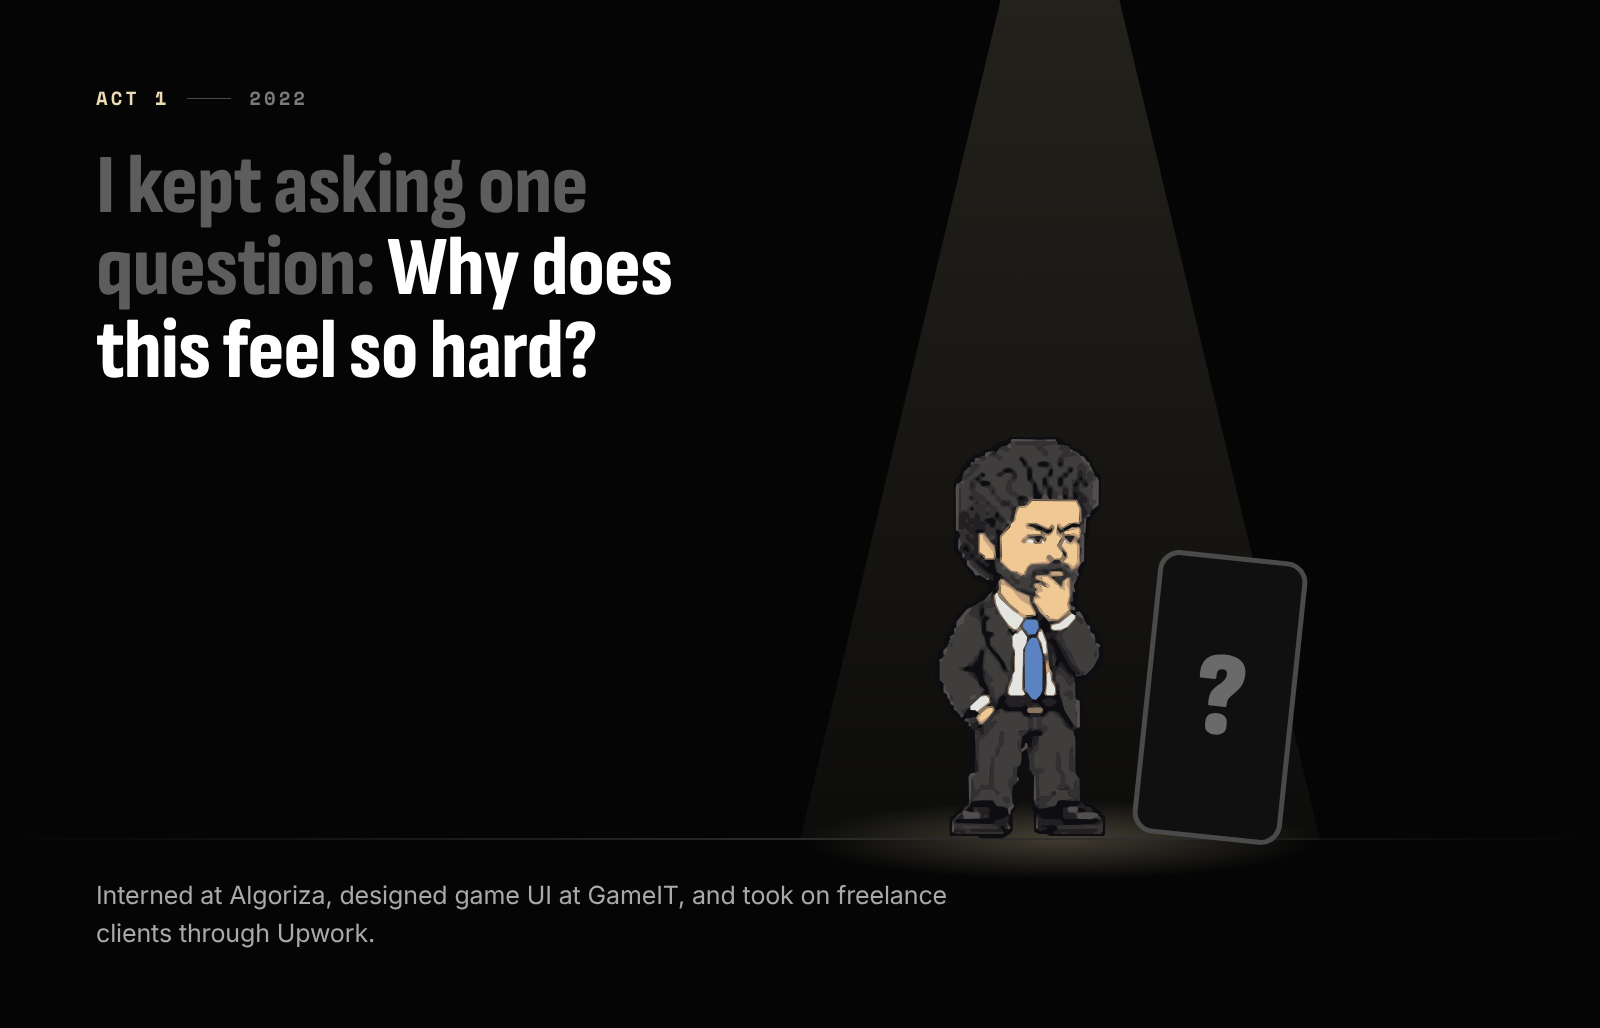 ACT 1 — 2022
I kept asking one
question: Why does
this feel so hard?
?
Interned at Algoriza, designed game UI at GameIT, and took on freelance
clients through Upwork.